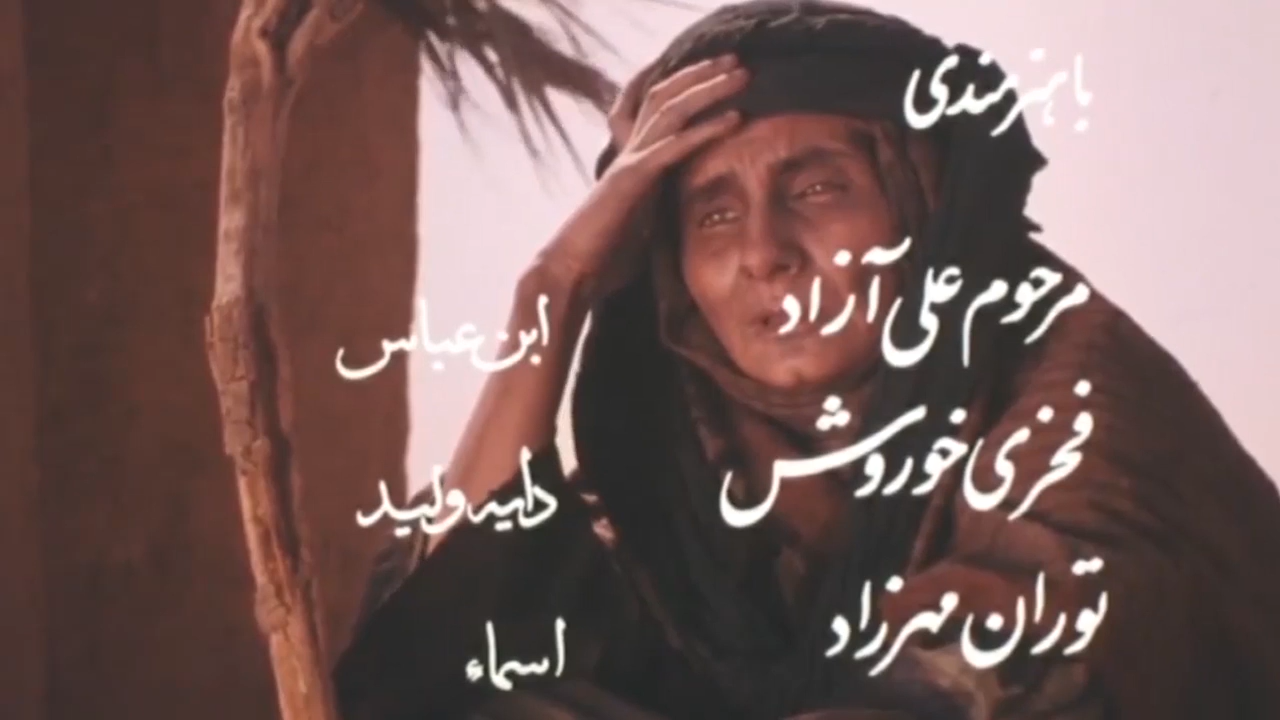 با هنرمندی
مرحوم علی آزاد
ابن عباس
فخری خوروش
دایه ولید
توران مهرزاد
اسماء